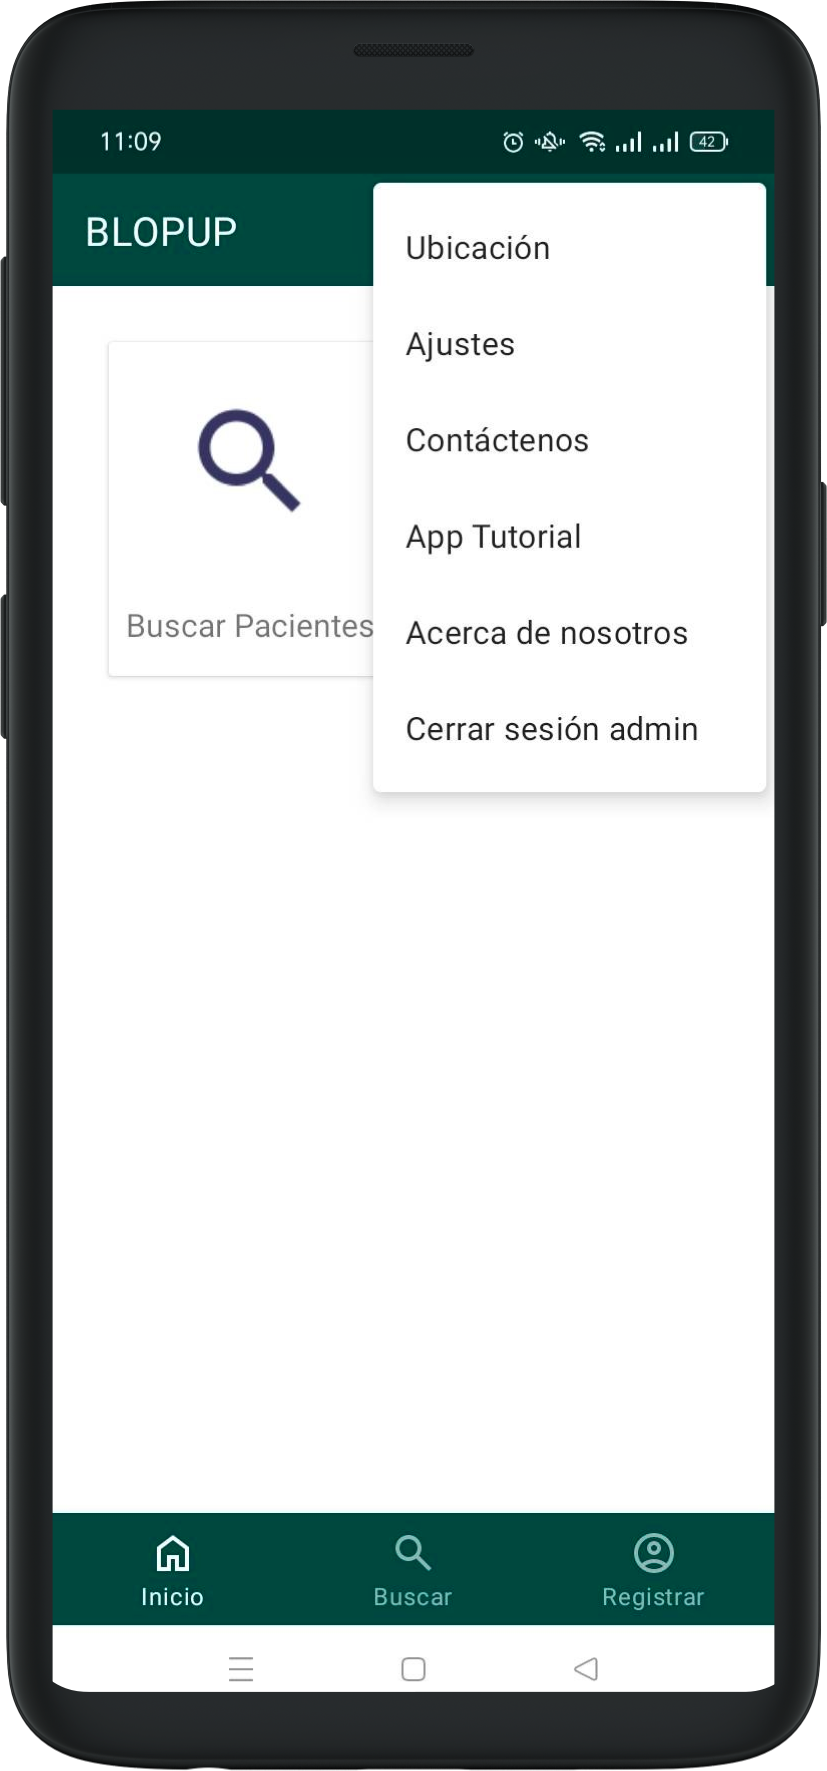 11:09
42
BLOPUP
Ubicación
Ajustes
Contáctenos
App Tutorial
Acerca de nosotros
Cerrar sesión admin
Buscar Pacientes
Inicio
Buscar
Registrar